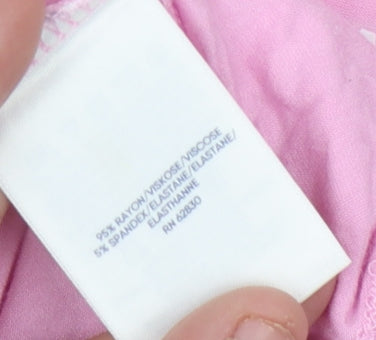 95% RAYON/VISKOSE/VISCOSE
5% SPANDEX/ELASTANE/ELASTANE/
ELASTHANNE
RN 62830